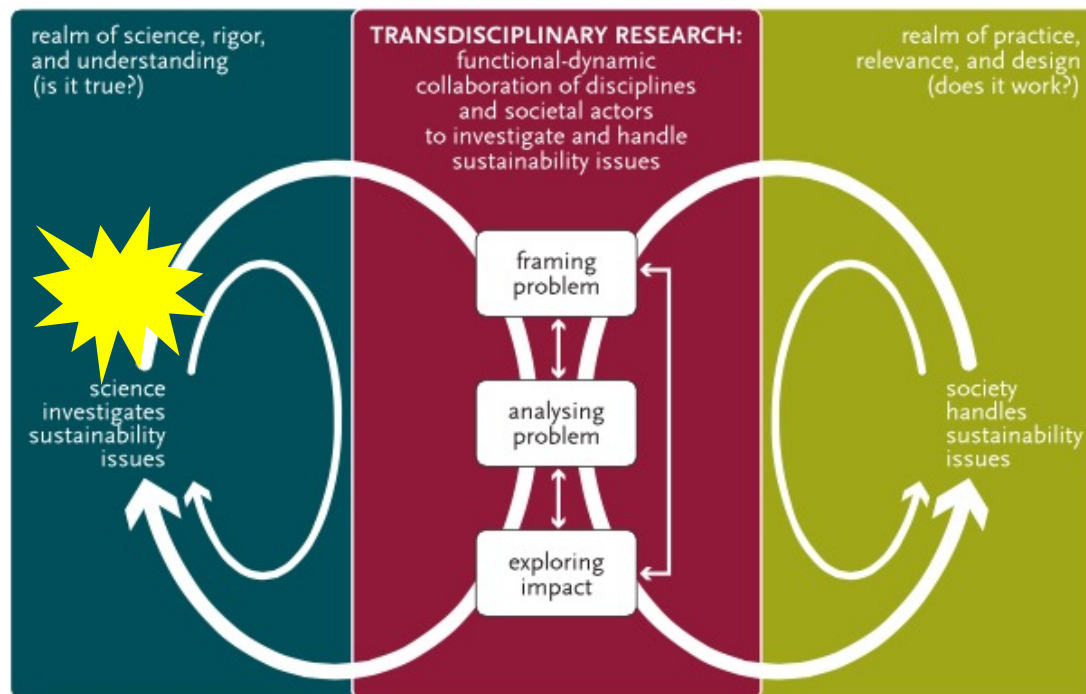 realm of science, rigor,
and understanding
(is it true?)
TRANSDISCIPLINARY RESEARCH:
functional-dynamic
collaboration of disciplines
and societal actors
to investigate and handle
sustainability issues
realm of practice,
relevance, and design
(does it work?)
framing
problem
analysing
problem
exploring
impact
science
investigates
sustainability
issues
society
handles
sustainability
issues